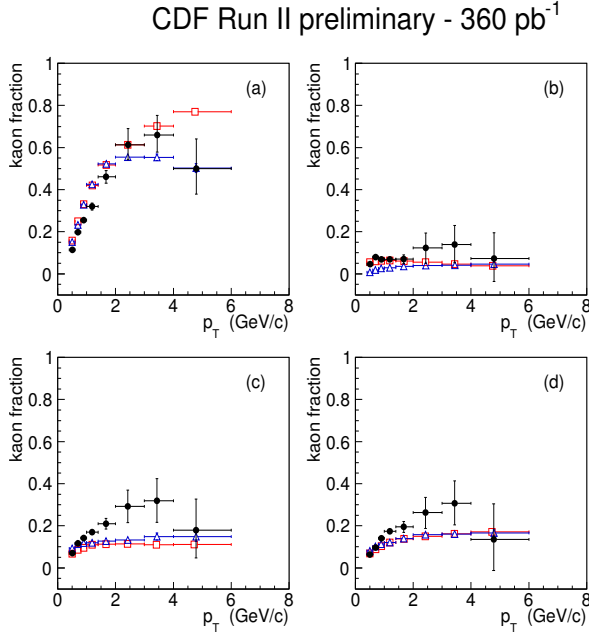 CDF Run II preliminary - 360 pb⁻¹
kaon fraction
1
0.8
0.6
0.4
0.2
0
(a)
0 2 4 6 8
p_T (GeV/c)
kaon fraction
1
0.8
0.6
0.4
0.2
0
(b)
0 2 4 6 8
p_T (GeV/c)
kaon fraction
1
0.8
0.6
0.4
0.2
0
(c)
0 2 4 6 8
p_T (GeV/c)
kaon fraction
1
0.8
0.6
0.4
0.2
0
(d)
0 2 4 6 8
p_T (GeV/c)